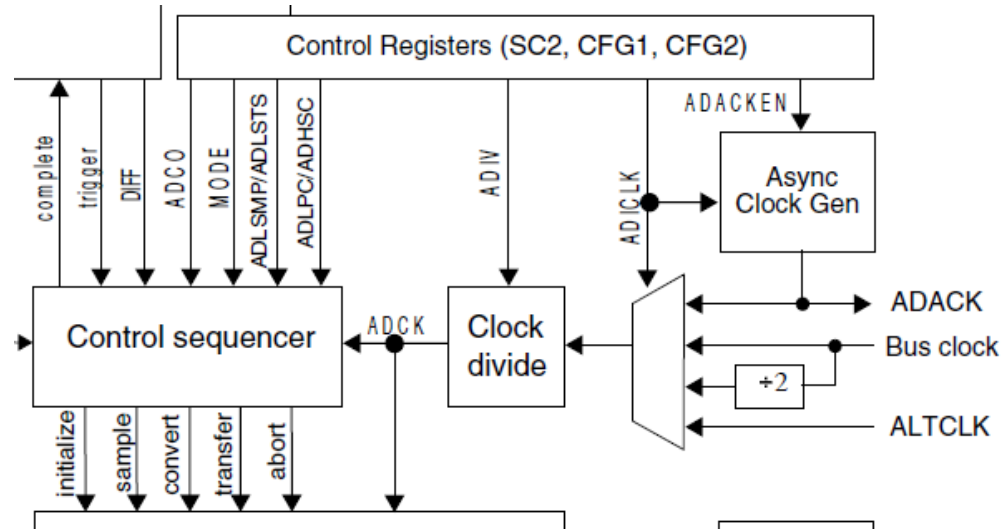 Control Registers (SC2, CFG1, CFG2)
complete
trigger
DIFF
ADCO
MODE
ADLSMP/ADLSTS
ADLPC/ADHSC
ADIV
ADICLK
ADACKEN
Async
Clock Gen
Control sequencer
ADCK
Clock
divide
ADACK
Bus clock
÷2
ALTCLK
initialize
sample
convert
transfer
abort